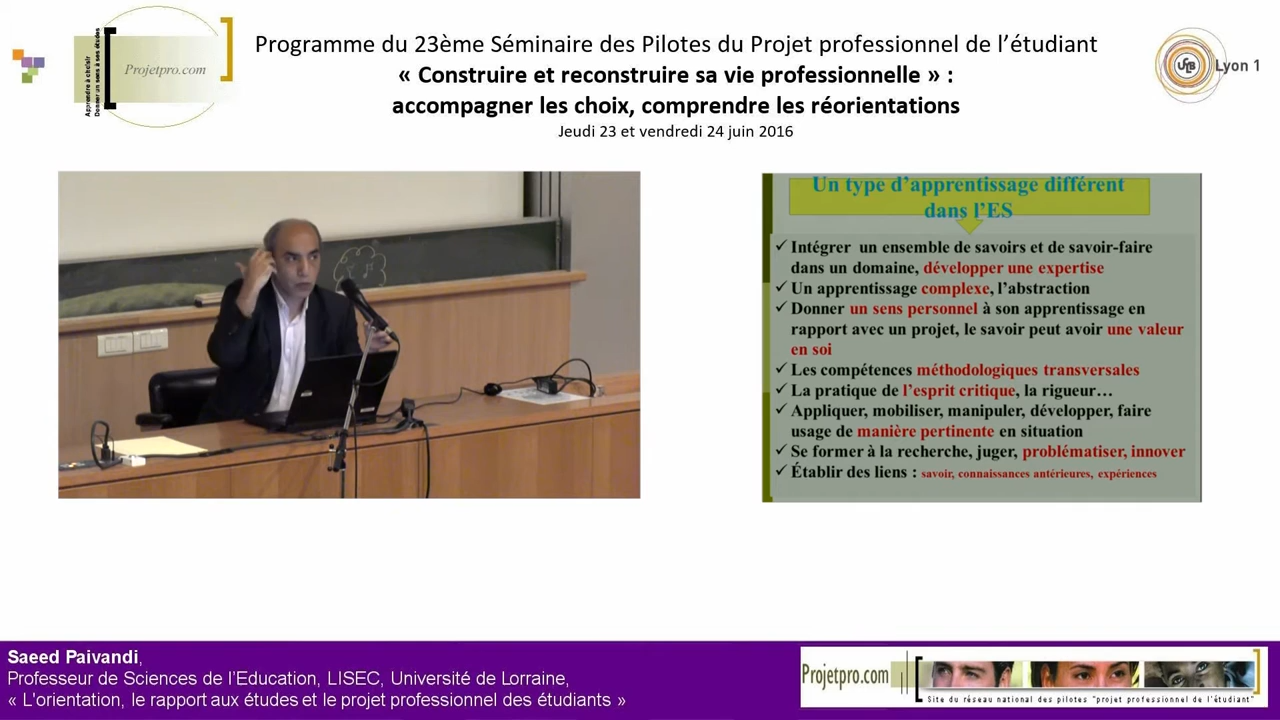 Apprendre choisir
Donner un sens à ses études
Projetpro.com
Programme du 23ème Séminaire des Pilotes du Projet professionnel de l'étudiant
« Construire et reconstruire sa vie professionnelle » :
accompagner les choix, comprendre les réorientations
Jeudi 23 et vendredi 24 juin 2016
Lyon 1
Un type d'apprentissage différent
dans l'ES
✓ Intégrer un ensemble de savoirs et de savoir-faire
dans un domaine, développer une expertise
✓ Un apprentissage complexe, l'abstraction
✓ Donner un sens personnel à son apprentissage en
rapport avec un projet, le savoir peut avoir une valeur
en soi
✓ Les compétences méthodologiques transversales
✓ La pratique de l'esprit critique, la rigueur…
✓ Appliquer, mobiliser, manipuler, développer, faire
usage de manière pertinente en situation
✓ Se former à la recherche, juger, problématiser, innover
✓ Établir des liens : savoir, connaissances antérieures, expériences
Saeed Paivandi,
Professeur de Sciences de l'Education, LISEC, Université de Lorraine,
« L'orientation, le rapport aux études et le projet professionnel des étudiants »
Projetpro.com
Site du réseau national des pilotes "projet professionnel de l'étudiant"